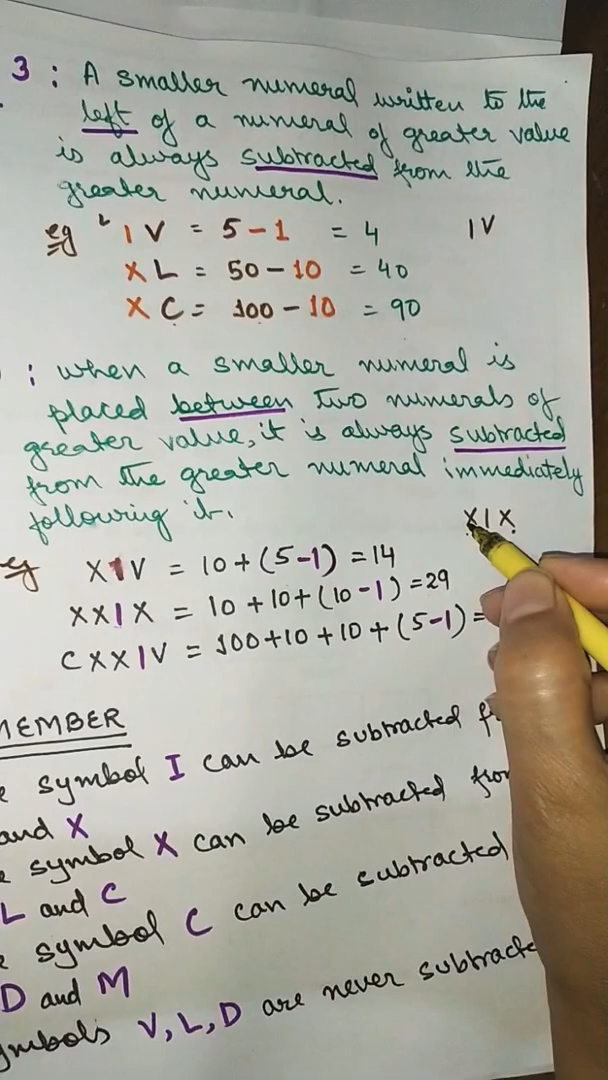 3 : A smaller numeral written to the
left of a numeral of greater value
is always subtracted from the
greater numeral.
eg IV = 5-1 = 4 IV
XL = 50-10 = 40
XC = 100-10 = 90
: when a smaller numeral is
placed between two numerals of
greater value, it is always subtracted
from the greater numeral immediately
following it.
XIX
eg XIV = 10+(5-1) = 14
XXIX = 10+10+(10-1) = 29
CXXIV = 100+10+10+(5-1) =
MEMBER
symbol I can be subtracted
and X
symbol X can be subtracted from
L and C
symbol C can be subtracted
D and M
symbols V, L, D are never subtracte